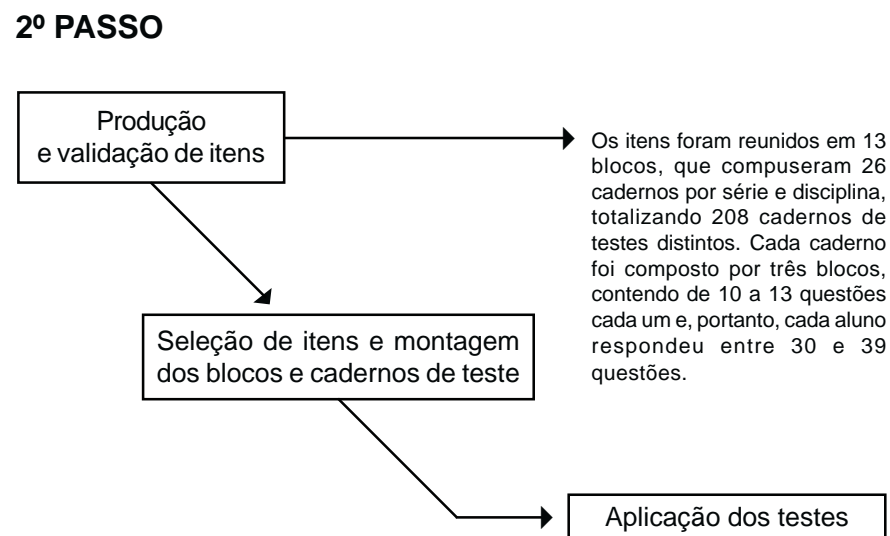 2º PASSO
Produção
e validação de itens
Os itens foram reunidos em 13
blocos, que compuseram 26
cadernos por série e disciplina,
totalizando 208 cadernos de
testes distintos. Cada caderno
foi composto por três blocos,
contendo de 10 a 13 questões
cada um e, portanto, cada aluno
respondeu entre 30 e 39
questões.
Seleção de itens e montagem
dos blocos e cadernos de teste
Aplicação dos testes